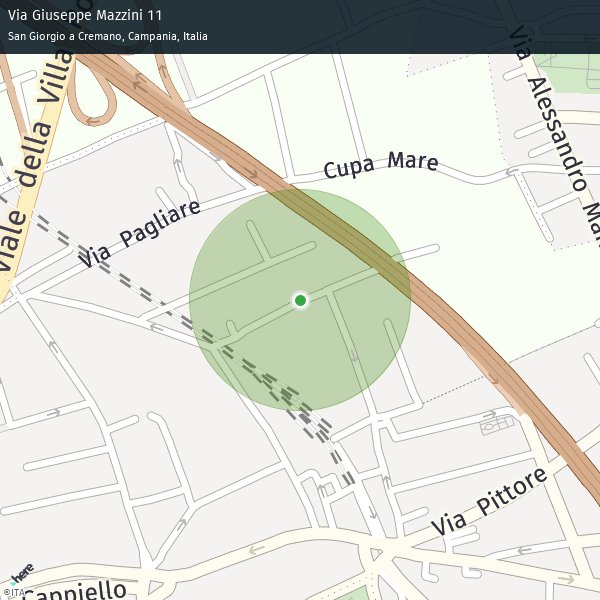 Via Giuseppe Mazzini 11
San Giorgio a Cremano, Campania, Italia
Viale della Villa
Via Alessandro
Cupa Mare
Via Pagliare
Via Pittore
Cappiello
here
©ITA